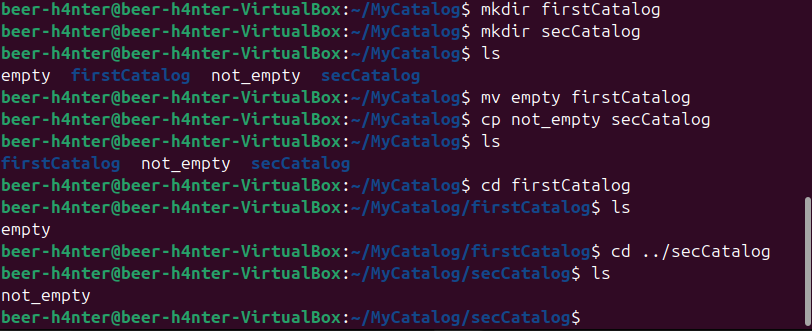 beer-h4nter@beer-h4nter-VirtualBox:~/MyCatalog$ mkdir firstCatalog
beer-h4nter@beer-h4nter-VirtualBox:~/MyCatalog$ mkdir secCatalog
beer-h4nter@beer-h4nter-VirtualBox:~/MyCatalog$ ls
empty  firstCatalog  not_empty  secCatalog
beer-h4nter@beer-h4nter-VirtualBox:~/MyCatalog$ mv empty firstCatalog
beer-h4nter@beer-h4nter-VirtualBox:~/MyCatalog$ cp not_empty secCatalog
beer-h4nter@beer-h4nter-VirtualBox:~/MyCatalog$ ls
firstCatalog  not_empty  secCatalog
beer-h4nter@beer-h4nter-VirtualBox:~/MyCatalog$ cd firstCatalog
beer-h4nter@beer-h4nter-VirtualBox:~/MyCatalog/firstCatalog$ ls
empty
beer-h4nter@beer-h4nter-VirtualBox:~/MyCatalog/firstCatalog$ cd ../secCatalog
beer-h4nter@beer-h4nter-VirtualBox:~/MyCatalog/secCatalog$ ls
not_empty
beer-h4nter@beer-h4nter-VirtualBox:~/MyCatalog/secCatalog$